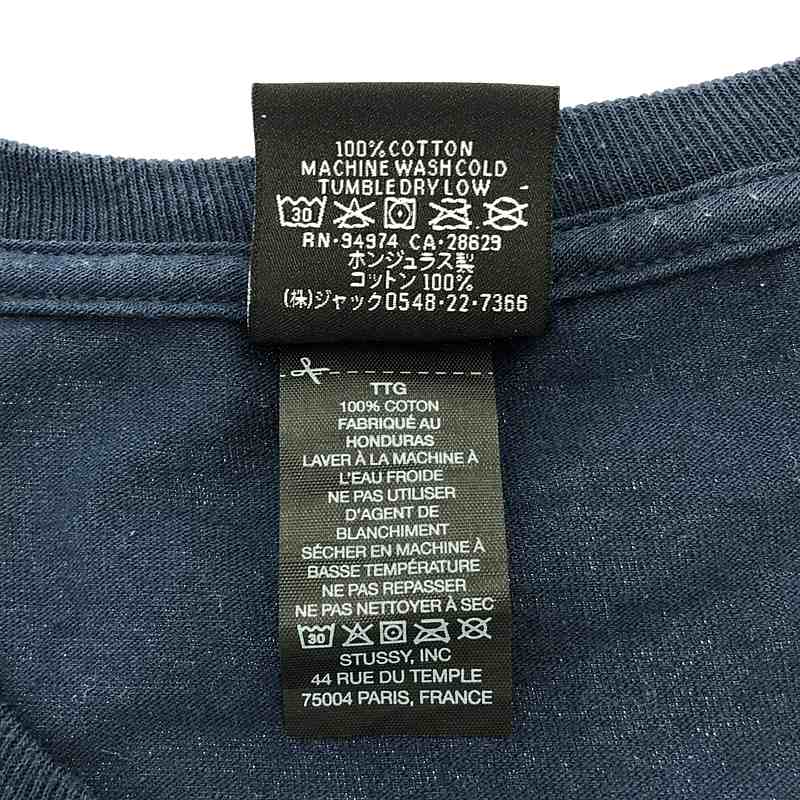 100% COTTON
MACHINE WASH COLD
TUMBLE DRY LOW
30
RN·94974 CA·28629
ホンジュラス製
コットン 100%
(株)ジャック0548·22·7366
TTG
100% COTON
FABRIQUÉ AU
HONDURAS
LAVER À LA MACHINE À
L'EAU FROIDE
NE PAS UTILISER
D'AGENT DE
BLANCHIMENT
SÉCHER EN MACHINE À
BASSE TEMPÉRATURE
NE PAS REPASSER
NE PAS NETTOYER À SEC
30
STUSSY, INC
44 RUE DU TEMPLE
75004 PARIS, FRANCE